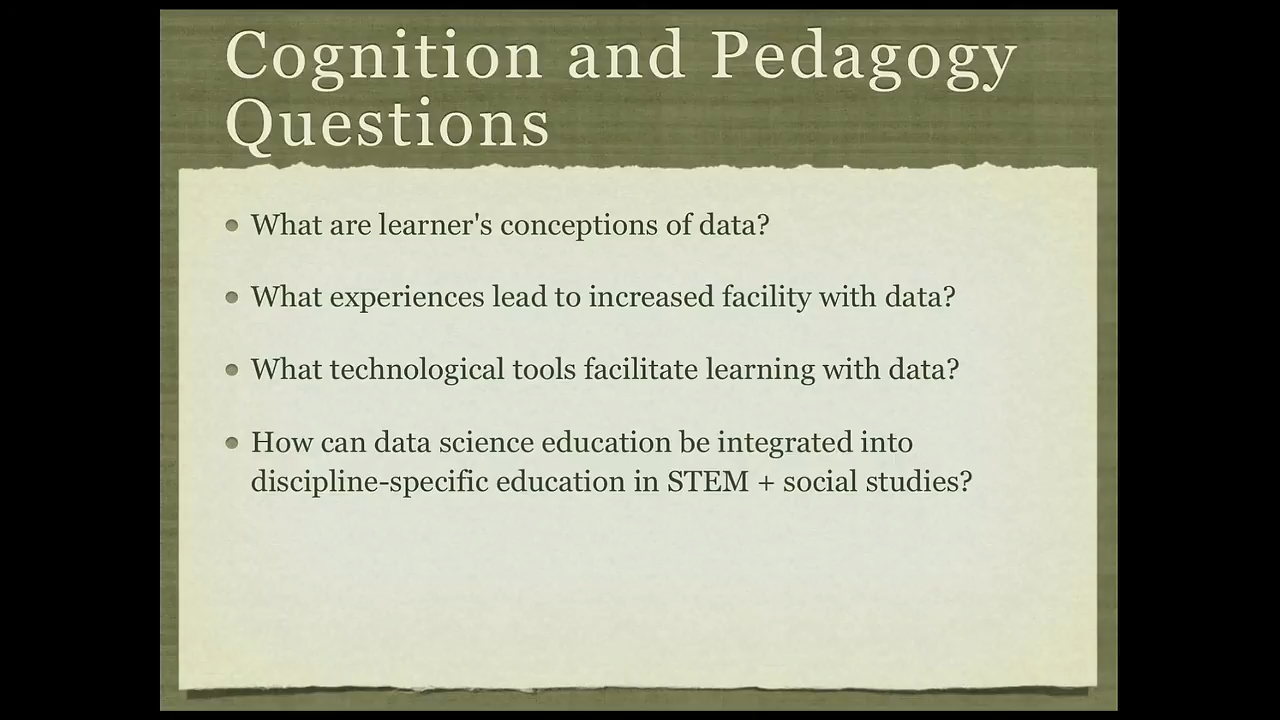 Cognition and Pedagogy
Questions
What are learner's conceptions of data?
What experiences lead to increased facility with data?
What technological tools facilitate learning with data?
How can data science education be integrated into
discipline-specific education in STEM + social studies?